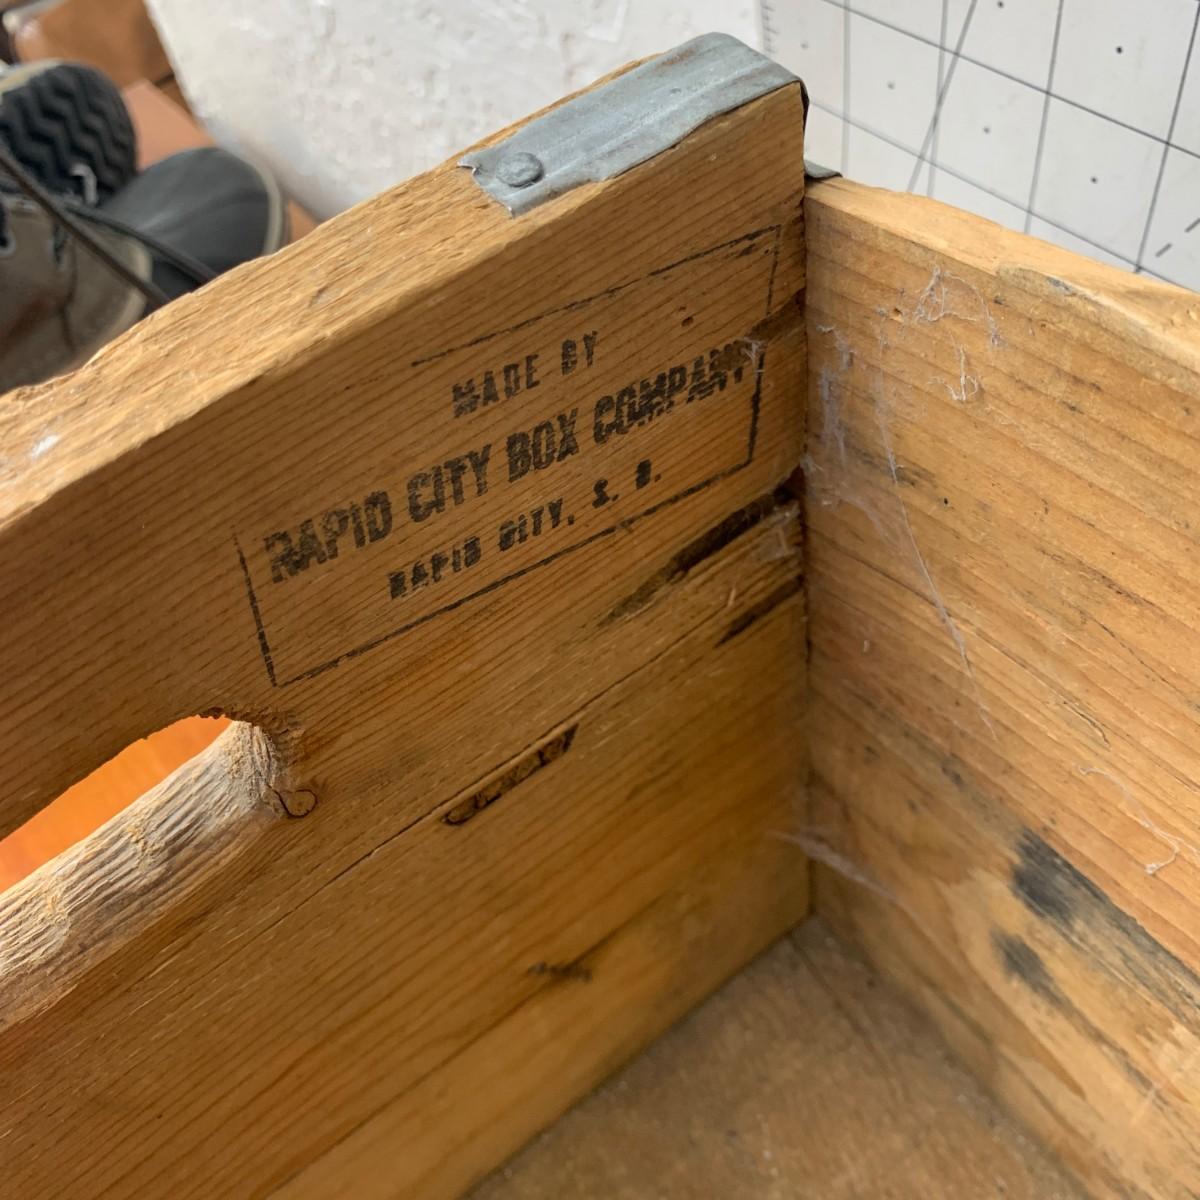 MADE BY
RAPID CITY BOX COMPANY
RAPID CITY, S. D.